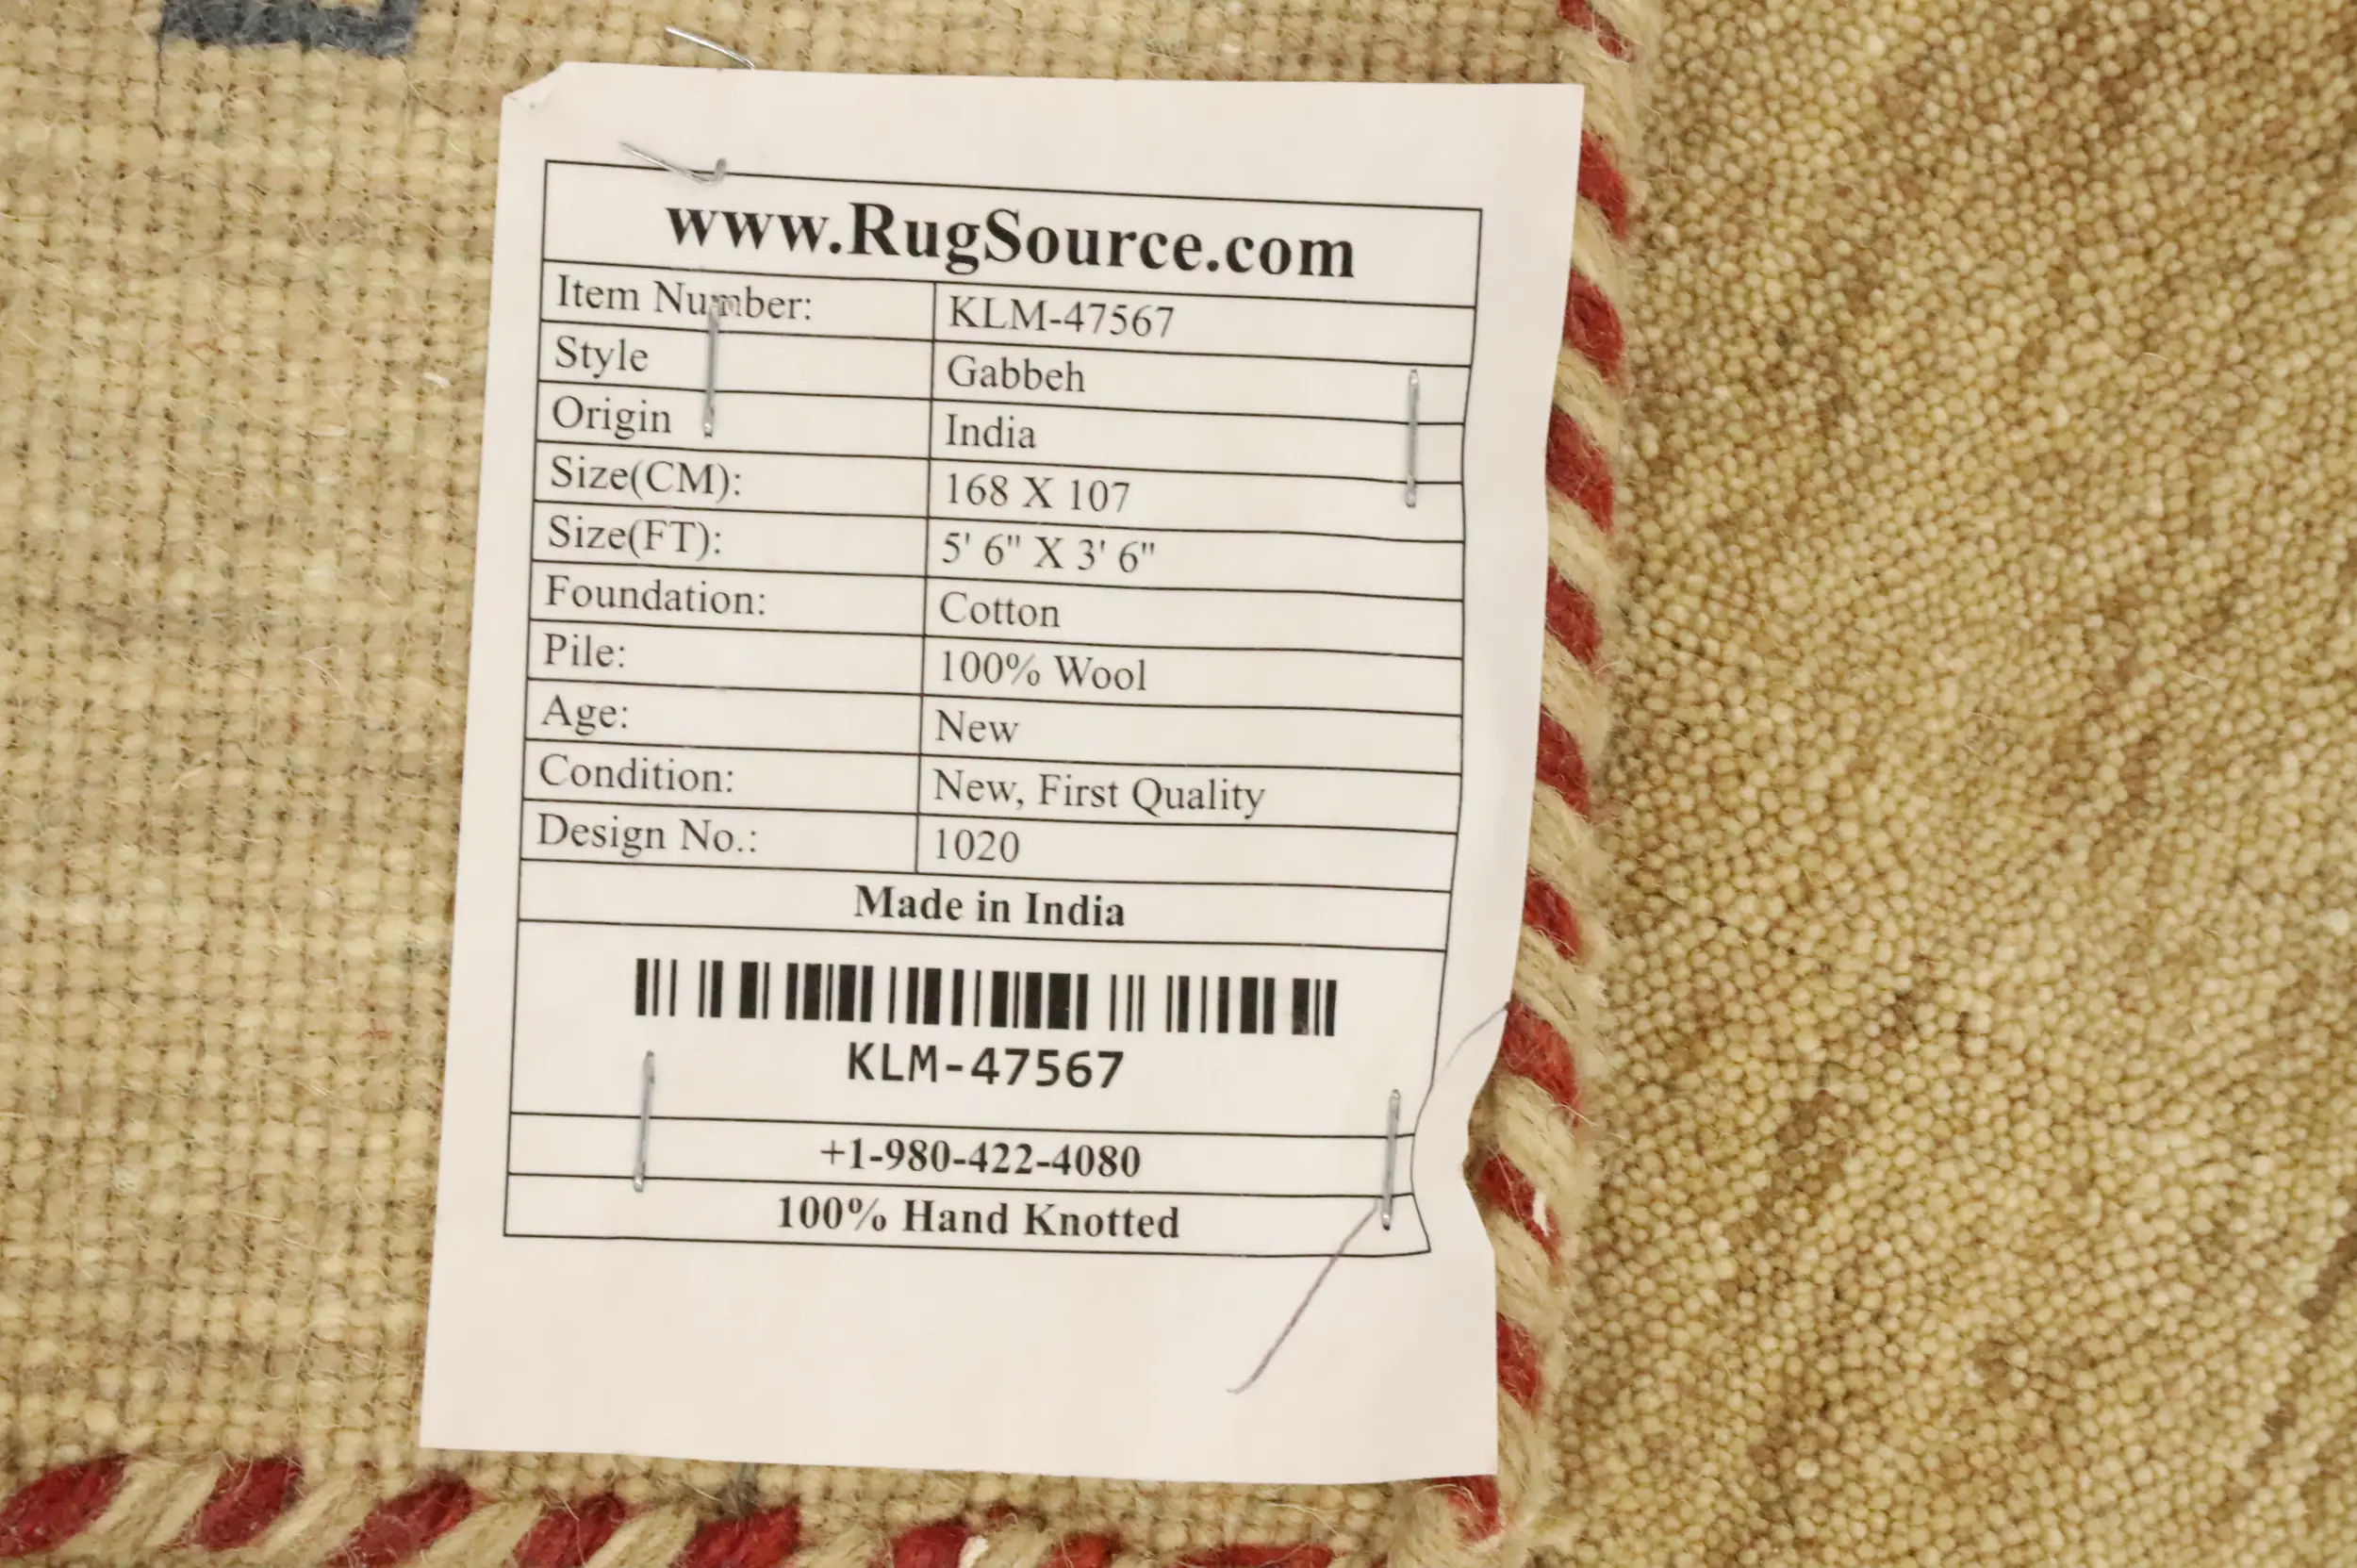 www.RugSource.com
Item Number: KLM-47567
Style Gabbeh
Origin India
Size(CM): 168 X 107
Size(FT): 5' 6" X 3' 6"
Foundation: Cotton
Pile: 100% Wool
Age: New
Condition: New, First Quality
Design No.: 1020
Made in India
KLM-47567
+1-980-422-4080
100% Hand Knotted